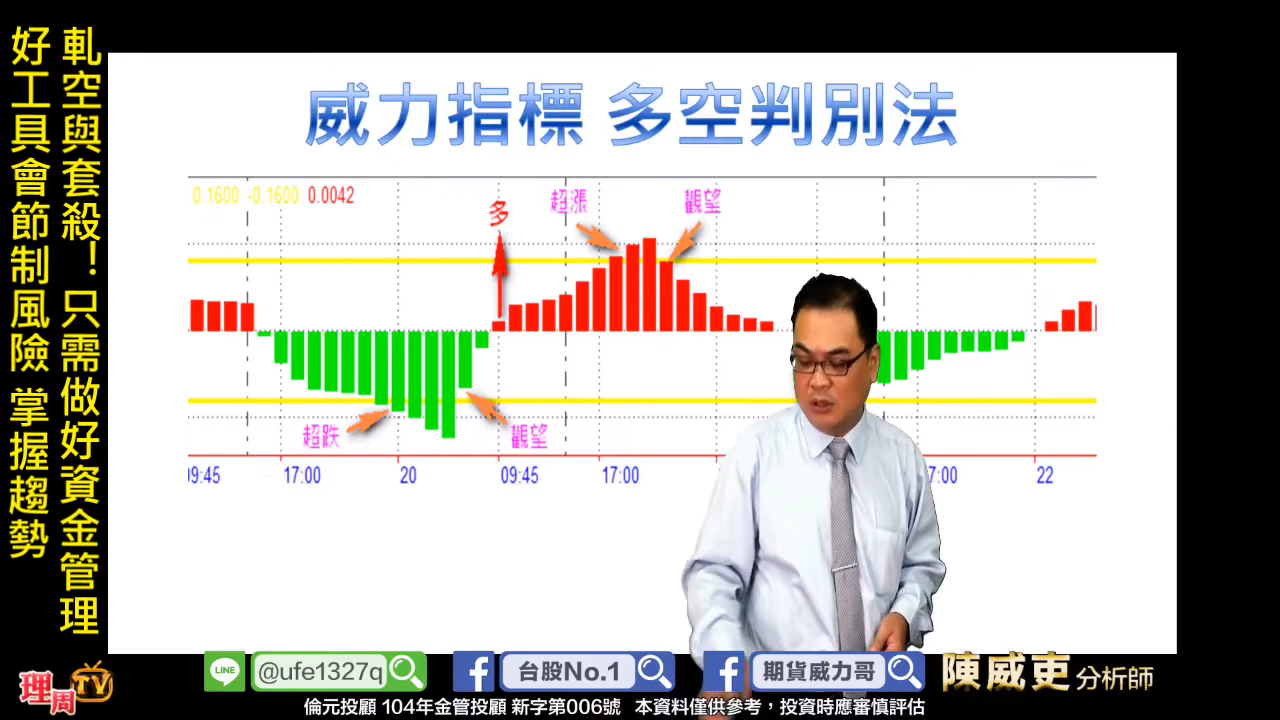 軋空與套殺！只需做好資金管理
好工具會節制風險 掌握趨勢
威力指標 多空判別法
0.1600 -0.1600 0.0042
多
超漲
觀望
超跌
觀望
09:45 17:00 20 09:45 17:00 7:00 22
理周TV
LINE @ufe1327q
f 台股No.1
f 期貨威力哥
陳威吏 分析師
倫元投顧 104年金管投顧 新字第006號 本資料僅供參考，投資時應審慎評估